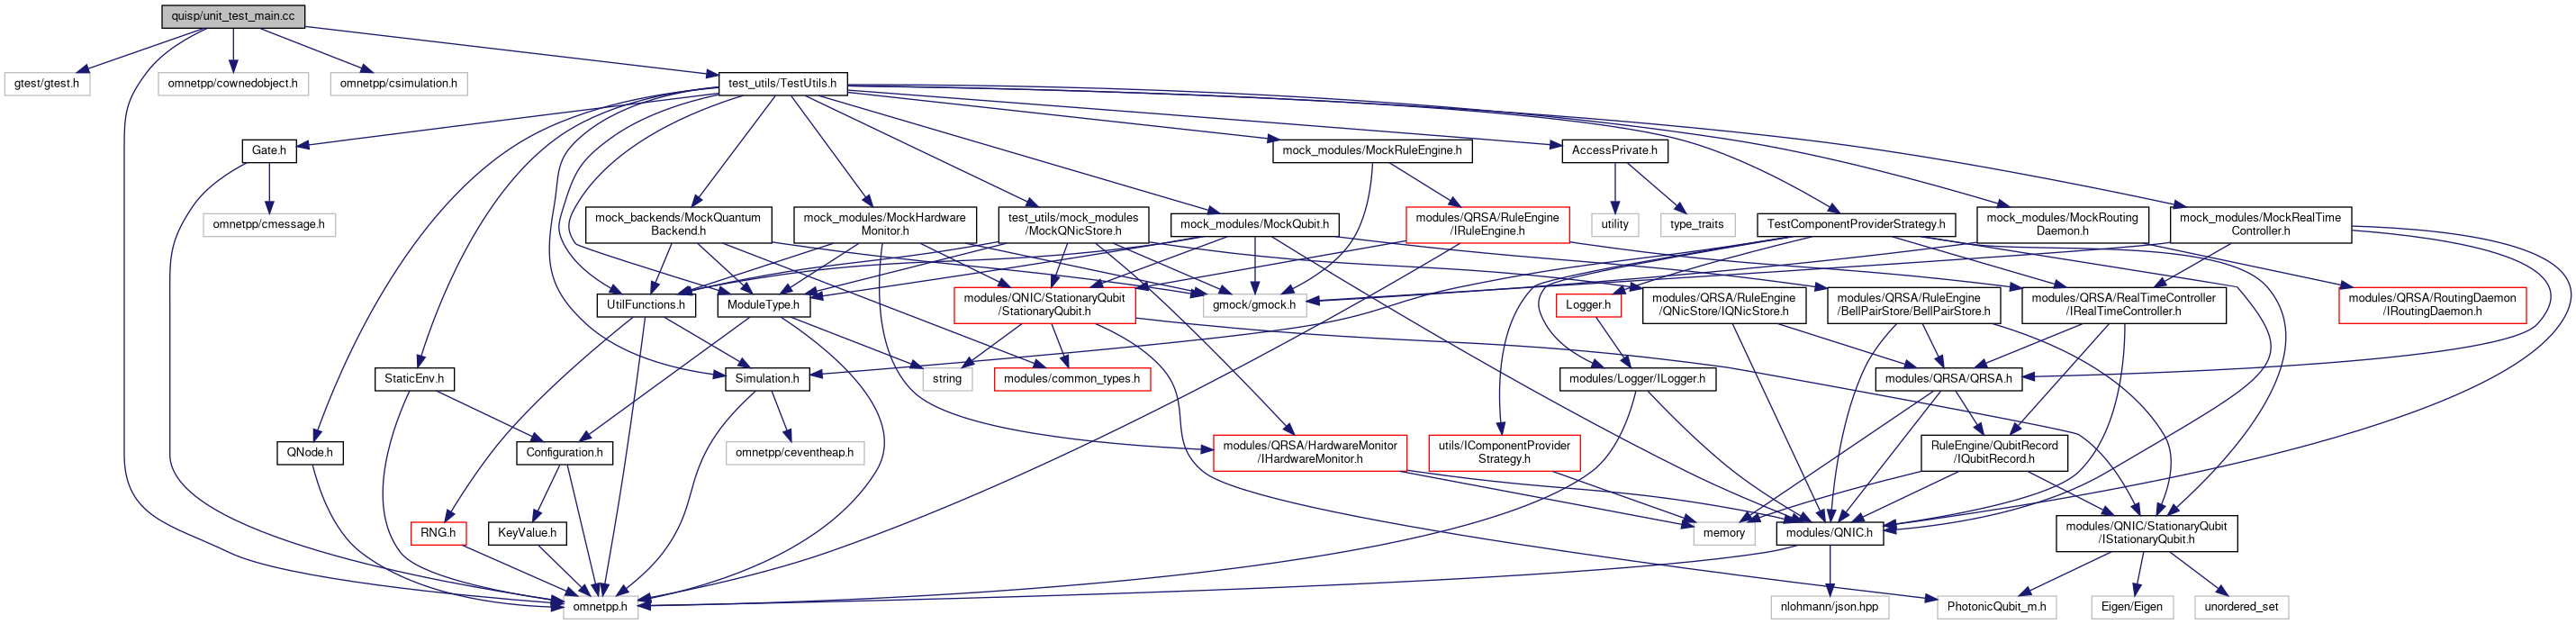 quisp/unit_test_main.cc
gtest/gtest.h
omnetpp/cownedobject.h
omnetpp/csimulation.h
test_utils/TestUtils.h
Gate.h
mock_modules/MockRuleEngine.h
AccessPrivate.h
omnetpp/cmessage.h
mock_backends/MockQuantum
Backend.h
mock_modules/MockHardware
Monitor.h
test_utils/mock_modules
/MockQNicStore.h
mock_modules/MockQubit.h
modules/QRSA/RuleEngine
/IRuleEngine.h
utility
type_traits
TestComponentProviderStrategy.h
mock_modules/MockRouting
Daemon.h
mock_modules/MockRealTime
Controller.h
UtilFunctions.h
ModuleType.h
modules/QNIC/StationaryQubit
/StationaryQubit.h
gmock/gmock.h
Logger.h
modules/QRSA/RuleEngine
/QNicStore/IQNicStore.h
modules/QRSA/RuleEngine
/BellPairStore/BellPairStore.h
modules/QRSA/RealTimeController
/IRealTimeController.h
modules/QRSA/RoutingDaemon
/IRoutingDaemon.h
StaticEnv.h
Simulation.h
string
modules/common_types.h
modules/Logger/ILogger.h
modules/QRSA/QRSA.h
QNode.h
Configuration.h
omnetpp/ceventheap.h
modules/QRSA/HardwareMonitor
/IHardwareMonitor.h
utils/IComponentProvider
Strategy.h
RuleEngine/QubitRecord
/IQubitRecord.h
RNG.h
KeyValue.h
memory
modules/QNIC.h
modules/QNIC/StationaryQubit
/IStationaryQubit.h
omnetpp.h
nlohmann/json.hpp
PhotonicQubit_m.h
Eigen/Eigen
unordered_set